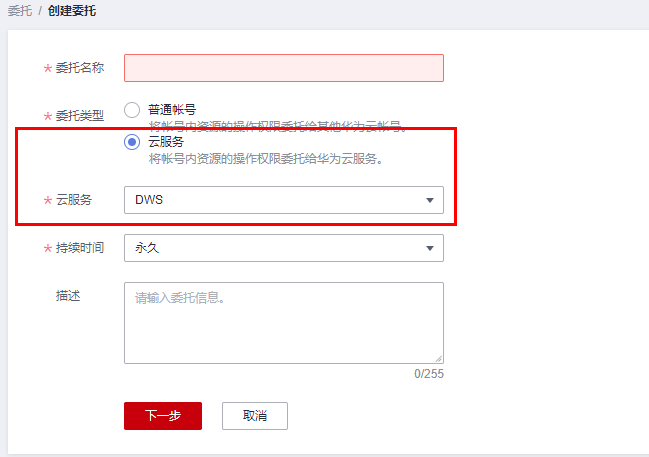 委托 / 创建委托
* 委托名称
* 委托类型 普通帐号
将帐号内资源的操作权限委托给其他华为云帐号。
云服务
将帐号内资源的操作权限委托给华为云服务。
* 云服务 DWS
* 持续时间 永久
描述 请输入委托信息。
0/255
下一步 取消